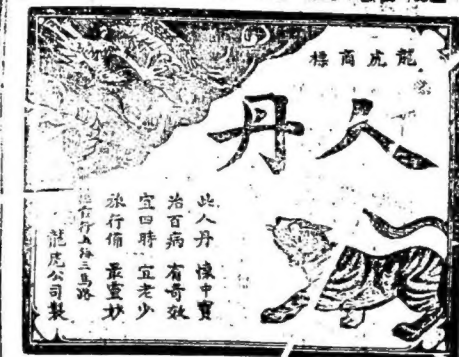 龍虎商標
人丹
此人丹 懷中寶
治百病 有奇效
宜四時 宜老少
旅行備 最靈妙
行上海三馬路
龍虎公司製